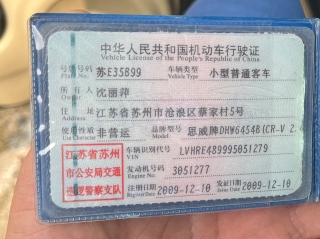 中华人民共和国机动车行驶证
Vehicle License of the People's Republic of China
号牌号码 苏E35B99 车辆类型 小型普通客车
Plate No. Vehicle Type
所有人 沈丽萍
Owner
住址 江苏省苏州市沧浪区蔡家村5号
Address
使用性质 非营运 品牌型号 思威牌DHW6454B(CR-V 2.
Use Character Model
江苏省苏州 车辆识别代号 LVHRE489995031279
市公安局交通 VIN
巡逻警察支队 发动机号码 3031277
Engine No.
注册日期 2009-12-10 发证日期 2009-12-10
Register Date Issue Date